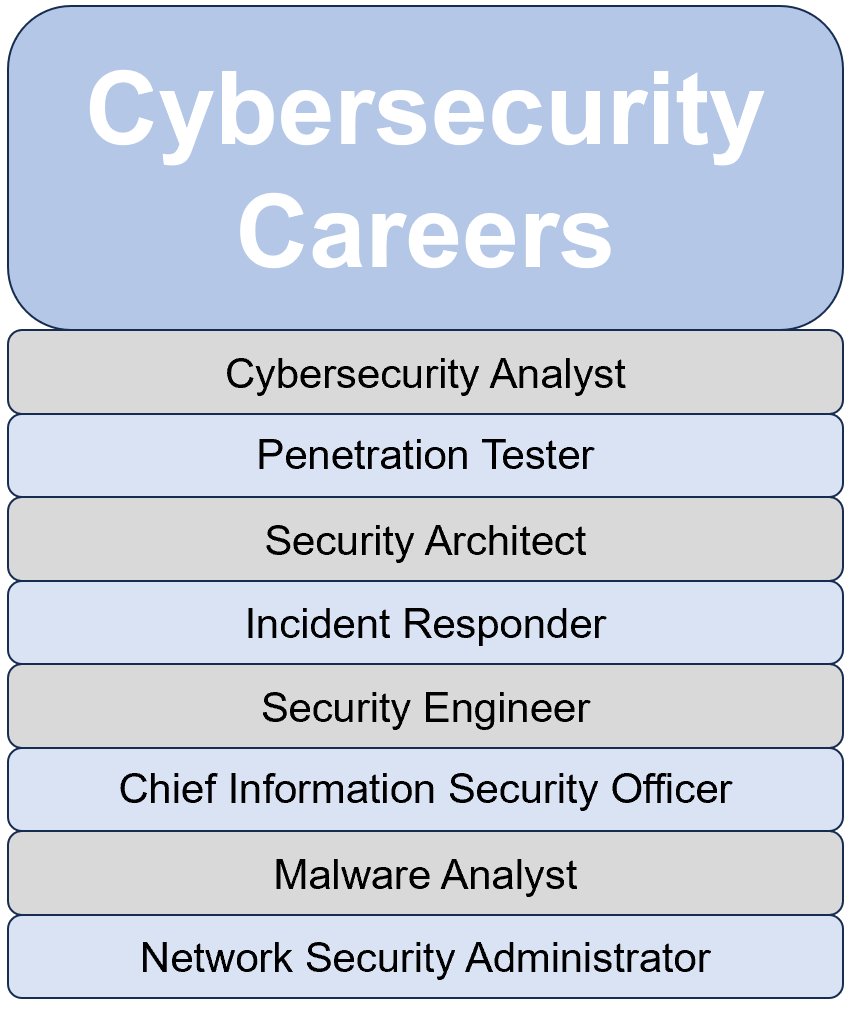 Cybersecurity
Careers
Cybersecurity Analyst
Penetration Tester
Security Architect
Incident Responder
Security Engineer
Chief Information Security Officer
Malware Analyst
Network Security Administrator